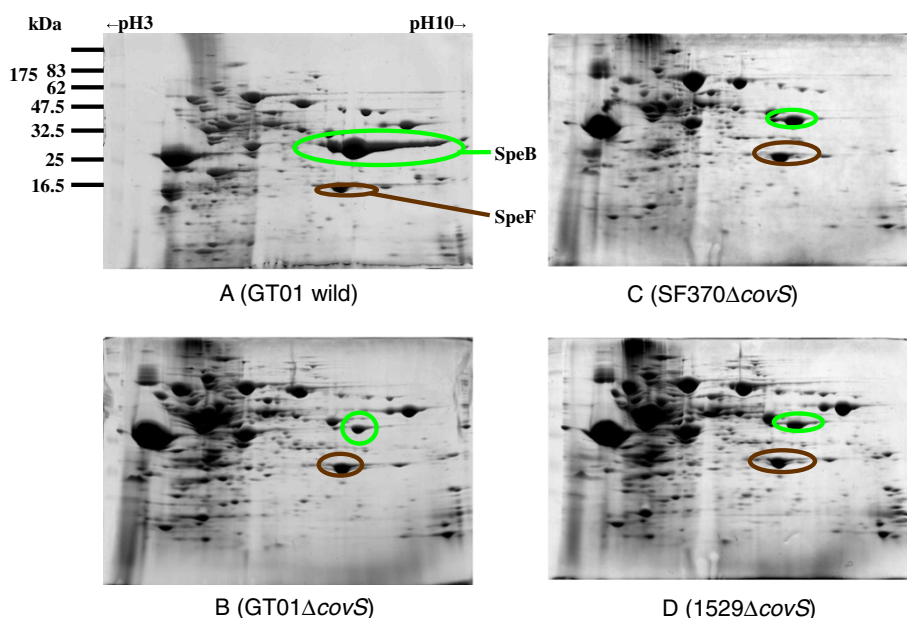 kDa
←pH3
pH10→
175
83
62
47.5
32.5
25
16.5
SpeB
SpeF
A (GT01 wild)
C (SF370ΔcovS)
B (GT01ΔcovS)
D (1529ΔcovS)